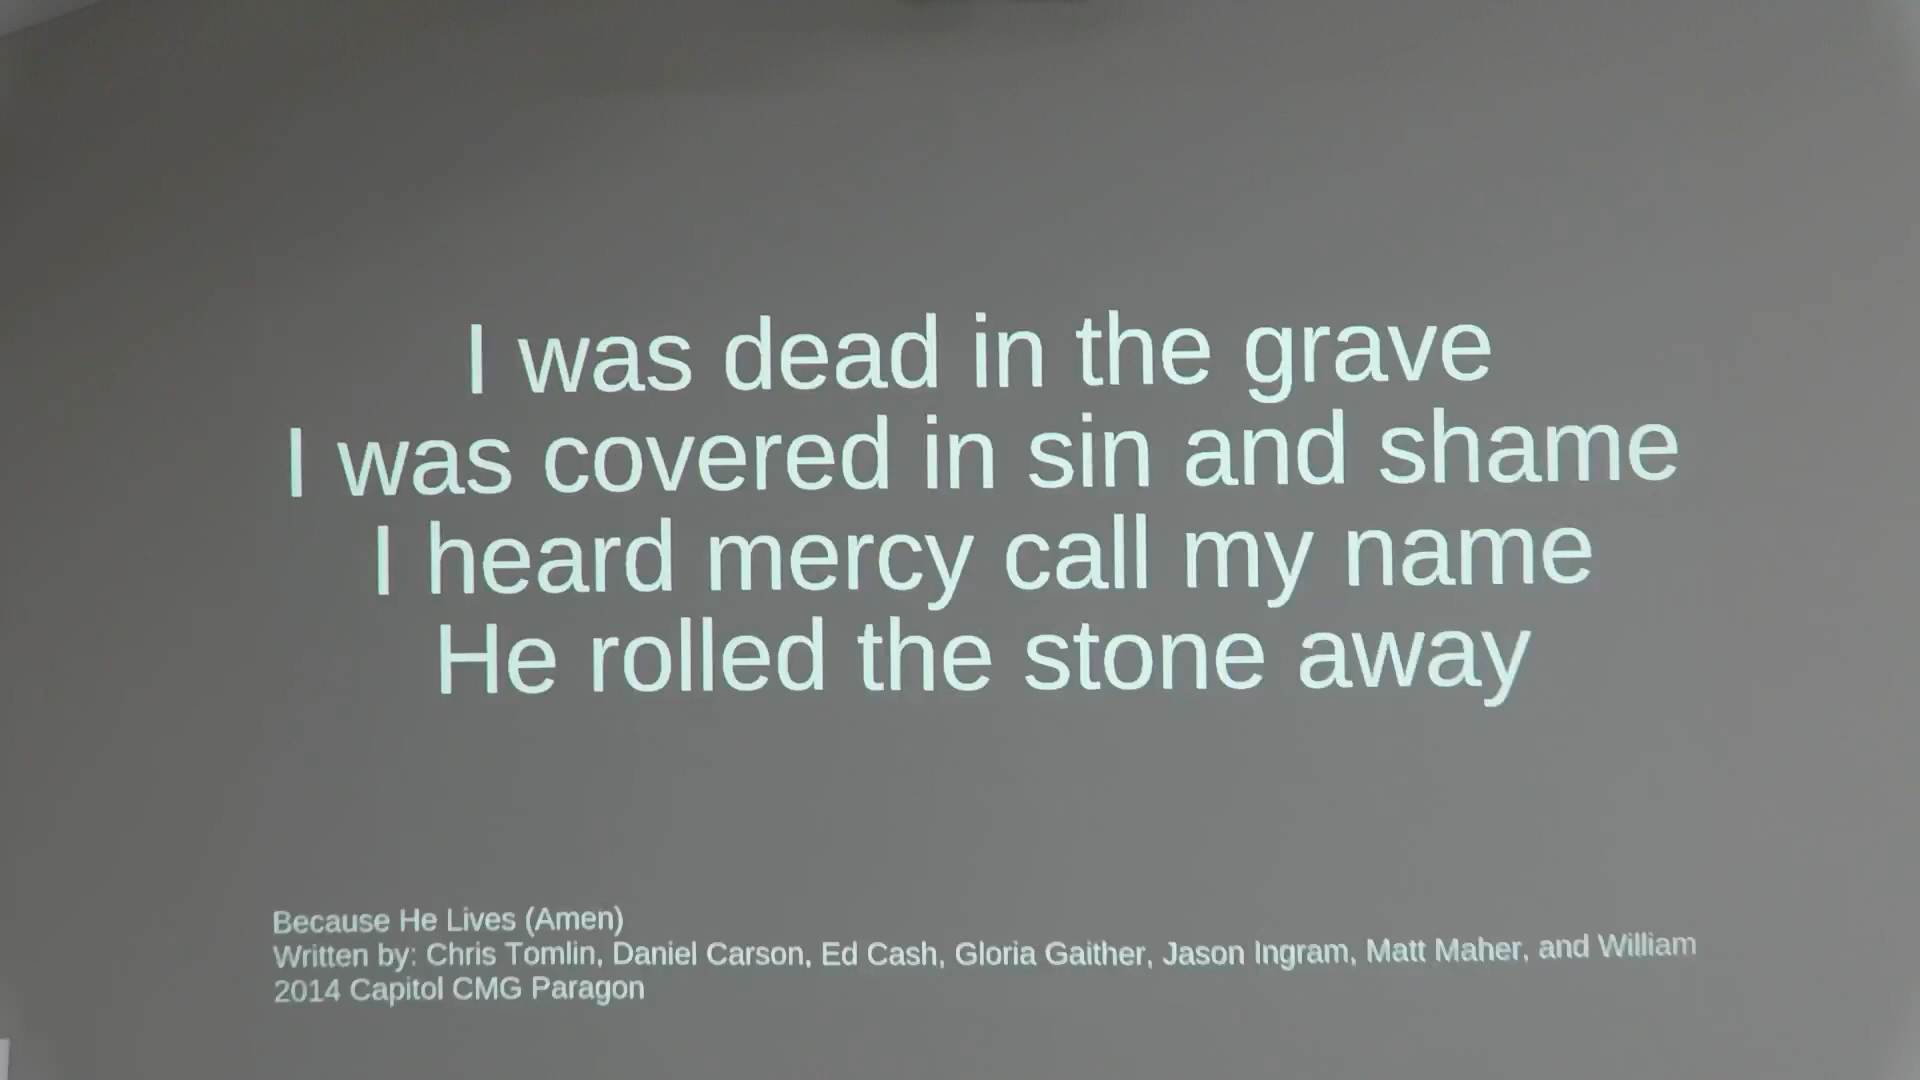 I was dead in the grave
I was covered in sin and shame
I heard mercy call my name
He rolled the stone away
Because He Lives (Amen)
Written by: Chris Tomlin, Daniel Carson, Ed Cash, Gloria Gaither, Jason Ingram, Matt Maher, and William
2014 Capitol CMG Paragon